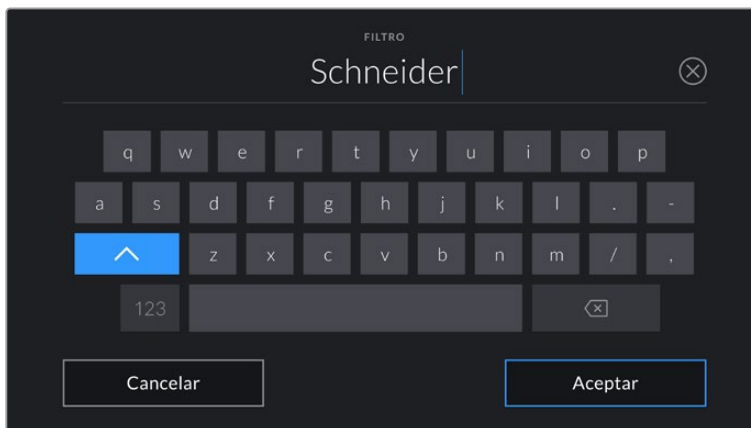 FILTRO
Schneider
q w e r t y u i o p
a s d f g h j k l . -
z x c v b n m / ,
123
Cancelar Aceptar